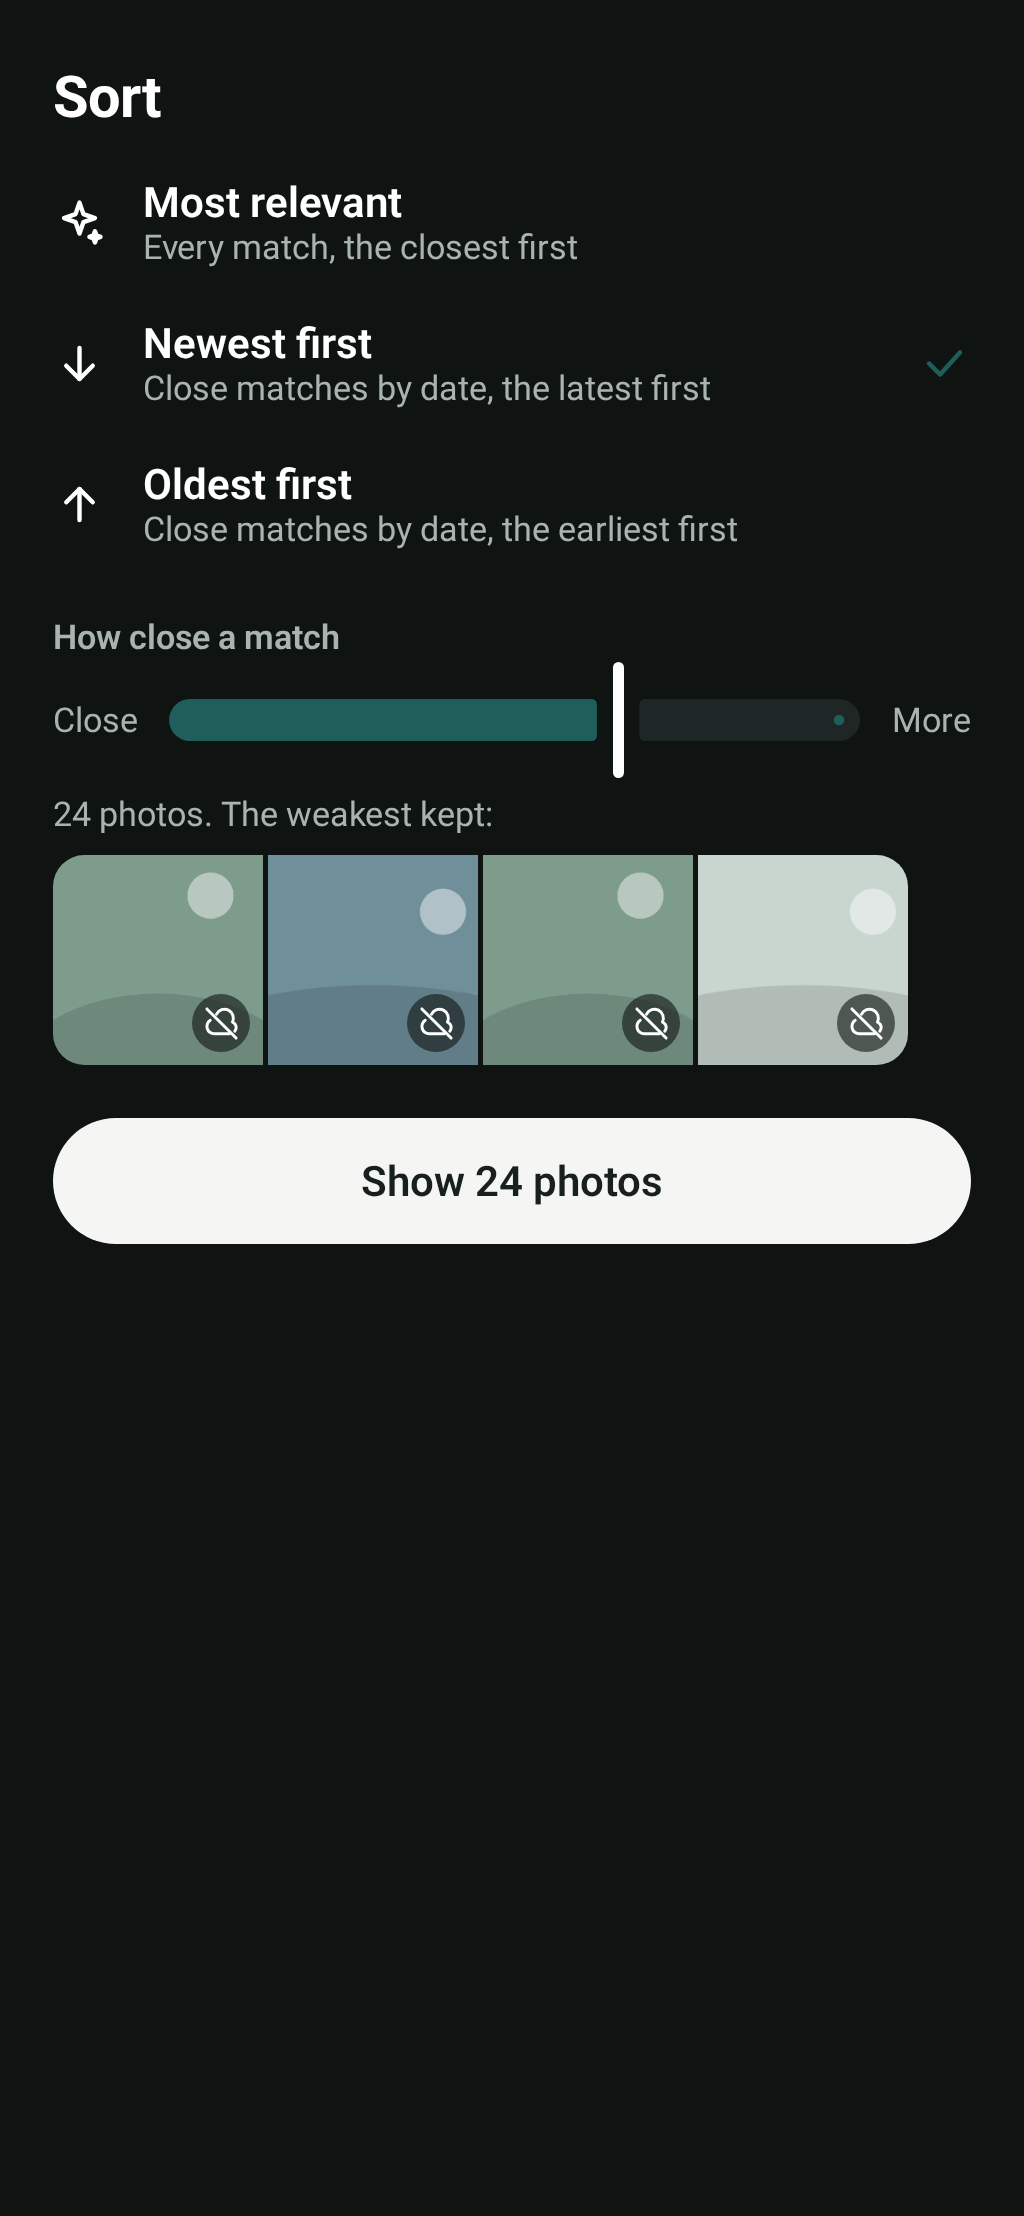 Sort
Most relevant
Every match, the closest first
Newest first
Close matches by date, the latest first
Oldest first
Close matches by date, the earliest first
How close a match
Close
More
24 photos. The weakest kept:
Show 24 photos